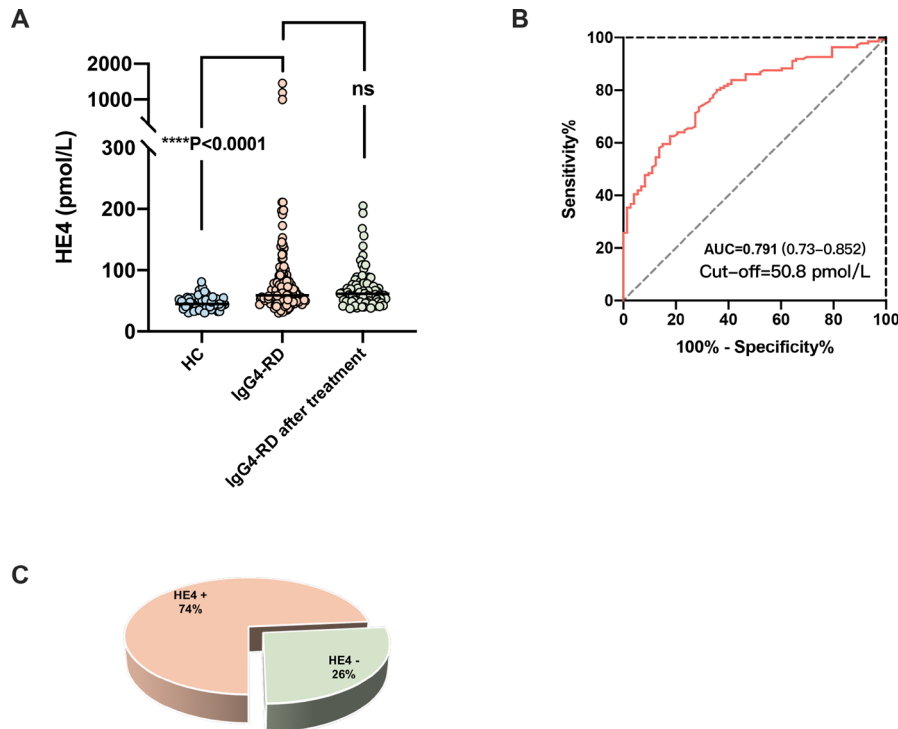 A
HE4 (pmol/L)
2000
1000
300
200
100
0
****P<0.0001
ns
HC
IgG4-RD
IgG4-RD after treatment
B
Sensitivity%
100
80
60
40
20
0
AUC=0.791 (0.73–0.852)
Cut–off=50.8 pmol/L
0 20 40 60 80 100
100% - Specificity%
C
HE4 +
74%
HE4 -
26%